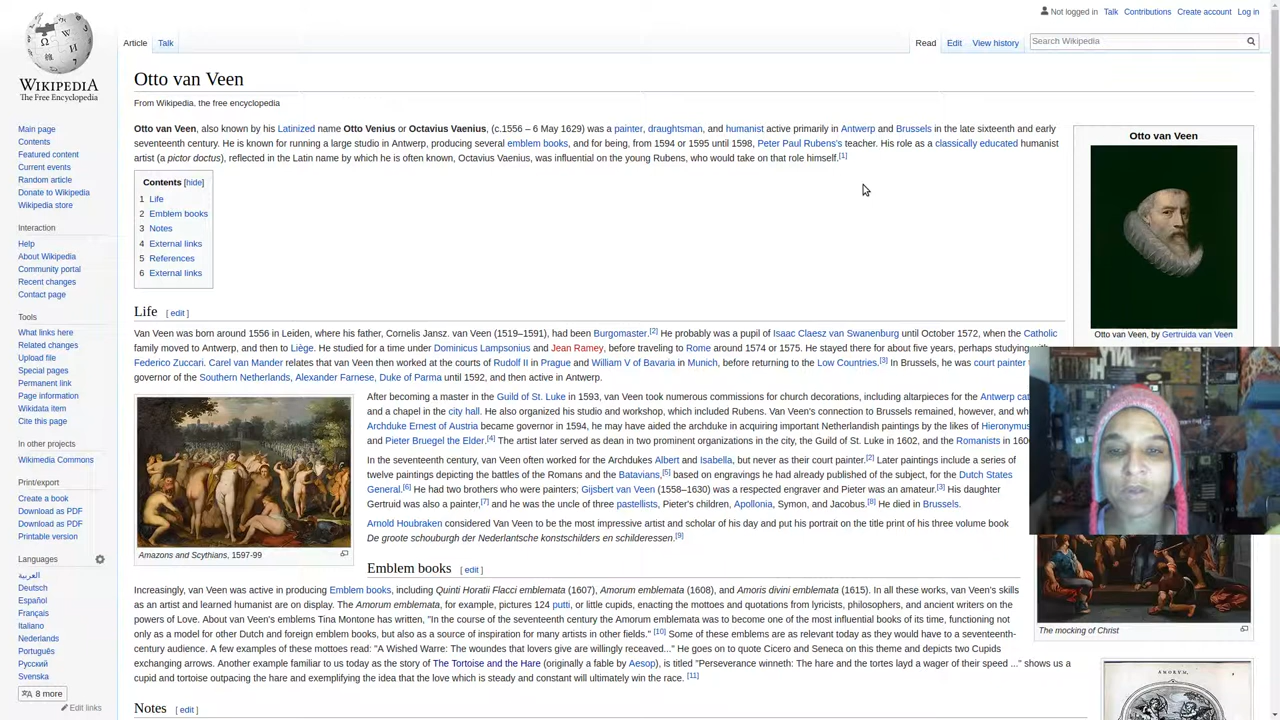 Not logged in Talk Contributions Create account Log in
Article Talk Read Edit View history Search Wikipedia
WIKIPEDIA
The Free Encyclopedia
Main page
Contents
Featured content
Current events
Random article
Donate to Wikipedia
Wikipedia store
Interaction
Help
About Wikipedia
Community portal
Recent changes
Contact page
Tools
What links here
Related changes
Upload file
Special pages
Permanent link
Page information
Wikidata item
Cite this page
In other projects
Wikimedia Commons
Print/export
Create a book
Download as PDF
Download as PDF
Printable version
Languages
العربية
Deutsch
Español
Français
Italiano
Nederlands
Português
Русский
Svenska
8 more
Edit links
Otto van Veen
From Wikipedia, the free encyclopedia
Otto van Veen, also known by his Latinized name Otto Venius or Octavius Vaenius, (c.1556 – 6 May 1629) was a painter, draughtsman, and humanist active primarily in Antwerp and Brussels in the late sixteenth and early
seventeenth century. He is known for running a large studio in Antwerp, producing several emblem books, and for being, from 1594 or 1595 until 1598, Peter Paul Rubens's teacher. His role as a classically educated humanist
artist (a pictor doctus), reflected in the Latin name by which he is often known, Octavius Vaenius, was influential on the young Rubens, who would take on that role himself.[1]
Contents [hide]
1 Life
2 Emblem books
3 Notes
4 External links
5 References
6 External links
Otto van Veen
Otto van Veen, by Gertruida van Veen
Life [ edit ]
Van Veen was born around 1556 in Leiden, where his father, Cornelis Jansz. van Veen (1519–1591), had been Burgomaster.[2] He probably was a pupil of Isaac Claesz van Swanenburg until October 1572, when the Catholic
family moved to Antwerp, and then to Liège. He studied for a time under Dominicus Lampsonius and Jean Ramey, before traveling to Rome around 1574 or 1575. He stayed there for about five years, perhaps studying
Federico Zuccari. Carel van Mander relates that van Veen then worked at the courts of Rudolf II in Prague and William V of Bavaria in Munich, before returning to the Low Countries.[3] In Brussels, he was court painter
governor of the Southern Netherlands, Alexander Farnese, Duke of Parma until 1592, and then active in Antwerp.
After becoming a master in the Guild of St. Luke in 1593, van Veen took numerous commissions for church decorations, including altarpieces for the Antwerp
and a chapel in the city hall. He also organized his studio and workshop, which included Rubens. Van Veen's connection to Brussels remained, however, and
Archduke Ernest of Austria became governor in 1594, he may have aided the archduke in acquiring important Netherlandish paintings by the likes of Hieronymus
and Pieter Bruegel the Elder.[4] The artist later served as dean in two prominent organizations in the city, the Guild of St. Luke in 1602, and the Romanists in
In the seventeenth century, van Veen often worked for the Archdukes Albert and Isabella, but never as their court painter.[2] Later paintings include a series of
twelve paintings depicting the battles of the Romans and the Batavians,[5] based on engravings he had already published of the subject, for the Dutch States
General.[6] He had two brothers who were painters; Gijsbert van Veen (1558–1630) was a respected engraver and Pieter was an amateur.[3] His daughter
Gertruid was also a painter,[7] and he was the uncle of three pastellists, Pieter's children, Apollonia, Symon, and Jacobus.[8] He died in Brussels.
Arnold Houbraken considered Van Veen to be the most impressive artist and scholar of his day and put his portrait on the title print of his three volume book
De groote schouburgh der Nederlantsche konstschilders en schilderessen.[9]
Amazons and Scythians, 1597-99
The mocking of Christ
Emblem books [ edit ]
Increasingly, van Veen was active in producing Emblem books, including Quinti Horatii Flacci emblemata (1607), Amorum emblemata (1608), and Amoris divini emblemata (1615). In all these works, van Veen's skills
as an artist and learned humanist are on display. The Amorum emblemata, for example, pictures 124 putti, or little cupids, enacting the mottoes and quotations from lyricists, philosophers, and ancient writers on the
powers of Love. About van Veen's emblems Tina Montone has written, "In the course of the seventeenth century the Amorum emblemata was to become one of the most influential books of its time, functioning not
only as a model for other Dutch and foreign emblem books, but also as a source of inspiration for many artists in other fields." [10] Some of these emblems are as relevant today as they would have to a seventeenth-
century audience. A few examples of these mottoes read: "A Wished Warre: The woundes that lovers give are willingly receaved..." He goes on to quote Cicero and Seneca on this theme and depicts two Cupids
exchanging arrows. Another example familiar to us today as the story of The Tortoise and the Hare (originally a fable by Aesop), is titled "Perseverance winneth: The hare and the tortes layd a wager of their speed ..." shows us a
cupid and tortoise outpacing the hare and exemplifying the idea that the love which is steady and constant will ultimately win the race. [11]
Notes [ edit ]